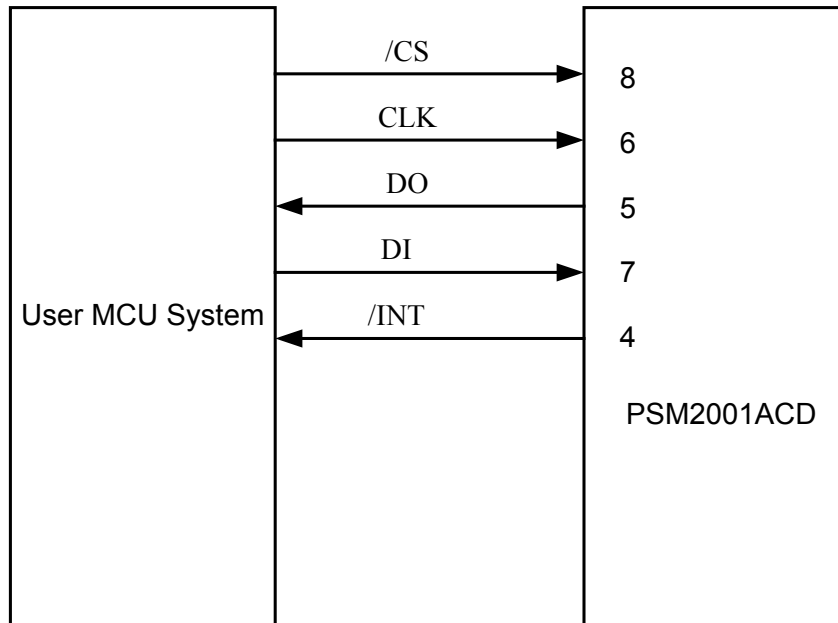 /CS
8
CLK
6
DO
5
DI
7
User MCU System
/INT
4
PSM2001ACD